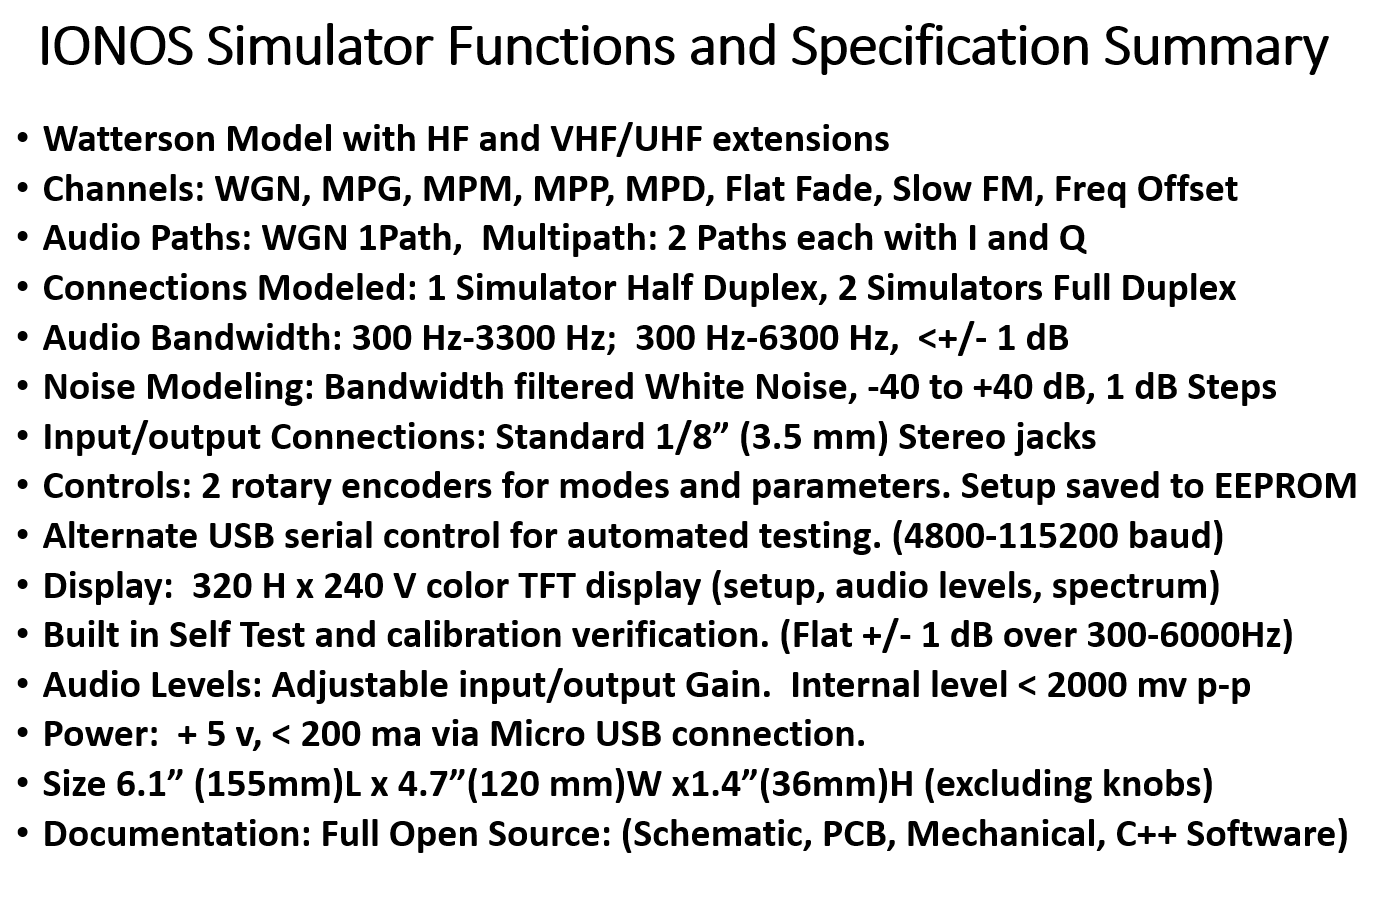 IONOS Simulator Functions and Specification Summary
• Watterson Model with HF and VHF/UHF extensions
• Channels: WGN, MPG, MPM, MPP, MPD, Flat Fade, Slow FM, Freq Offset
• Audio Paths: WGN 1Path,  Multipath: 2 Paths each with I and Q
• Connections Modeled: 1 Simulator Half Duplex, 2 Simulators Full Duplex
• Audio Bandwidth: 300 Hz-3300 Hz;  300 Hz-6300 Hz,  <+/- 1 dB
• Noise Modeling: Bandwidth filtered White Noise, -40 to +40 dB, 1 dB Steps
• Input/output Connections: Standard 1/8” (3.5 mm) Stereo jacks
• Controls: 2 rotary encoders for modes and parameters. Setup saved to EEPROM
• Alternate USB serial control for automated testing. (4800-115200 baud)
• Display:  320 H x 240 V color TFT display (setup, audio levels, spectrum)
• Built in Self Test and calibration verification. (Flat +/- 1 dB over 300-6000Hz)
• Audio Levels: Adjustable input/output Gain.  Internal level < 2000 mv p-p
• Power:  + 5 v, < 200 ma via Micro USB connection.
• Size 6.1” (155mm)L x 4.7”(120 mm)W x1.4”(36mm)H (excluding knobs)
• Documentation: Full Open Source: (Schematic, PCB, Mechanical, C++ Software)